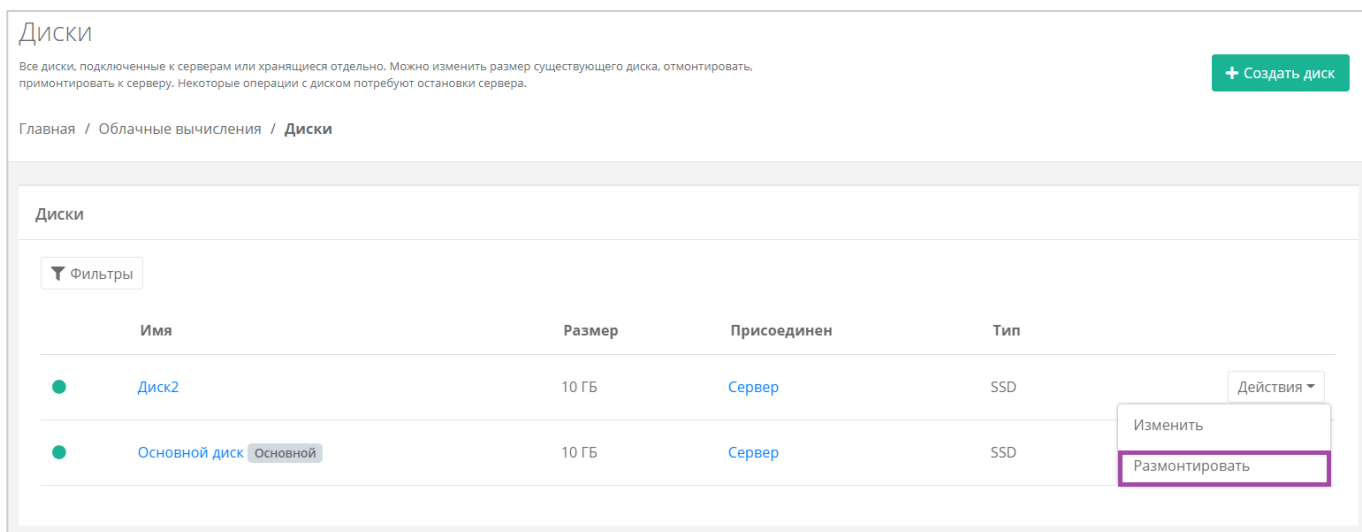 Диски
Все диски, подключенные к серверам или хранящиеся отдельно. Можно изменить размер существующего диска, отмонтировать,
примонтировать к серверу. Некоторые операции с диском потребуют остановки сервера.
+ Создать диск
Главная / Облачные вычисления / Диски
Диски
Фильтры
Имя Размер Присоединен Тип
Диск2 10 ГБ Сервер SSD Действия
Изменить
Основной диск Основной 10 ГБ Сервер SSD
Размонтировать